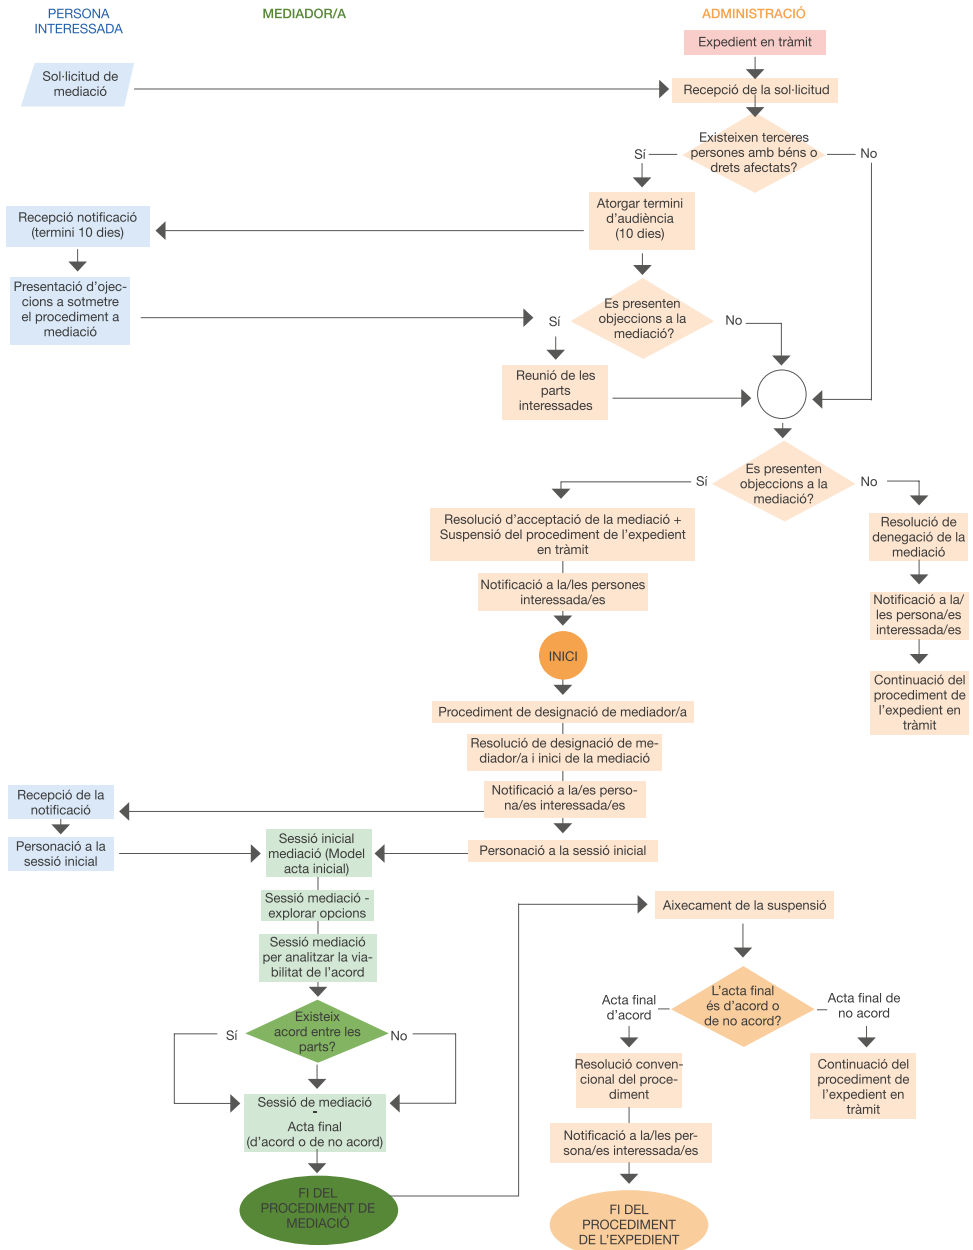 PERSONA
INTERESSADA
MEDIADOR/A
ADMINISTRACIÓ
Expedient en tràmit
Sol·licitud de
mediació
Recepció de la sol·licitud
Existeixen terceres
persones amb béns o
drets afectats?
Sí
No
Atorgar termini
d’audiència
(10 dies)
Recepció notificació
(termini 10 dies)
Presentació d’ojec-
cions a sotmetre
el procediment a
mediació
Es presenten
objeccions a la
mediació?
Sí
No
Reunió de les
parts
interessades
Es presenten
objeccions a la
mediació?
Sí
No
Resolució d’acceptació de la mediació +
Suspensió del procediment de l’expedient
en tràmit
Resolució de
denegació de la
mediació
Notificació a la/les persones
interessada/es
Notificació a la/
les persona/es
interessada/es
INICI
Continuació del
procediment de
l’expedient en
tràmit
Procediment de designació de mediador/a
Resolució de designació de me-
diador/a i inici de la mediació
Notificació a la/es perso-
na/es interessada/es
Recepció de la
notificació
Personació a la
sessió inicial
Sessió inicial
mediació (Model
acta inicial)
Personació a la sessió inicial
Sessió mediació -
explorar opcions
Aixecament de la suspensió
Sessió mediació
per analitzar la via-
bilitat de l’acord
L’acta final
és d’acord o
de no acord?
Acta final
d’acord
Acta final de
no acord
Existeix
acord entre les
parts?
Sí
No
Resolució conven-
cional del proce-
diment
Continuació del
procediment de
l’expedient en
tràmit
Sessió de mediació
-
Acta final
(d’acord o de no acord)
Notificació a la/les per-
sona/es interessada/es
FI DEL
PROCEDIMENT DE
MEDIACIÓ
FI DEL
PROCEDIMENT
DE L’EXPEDIENT